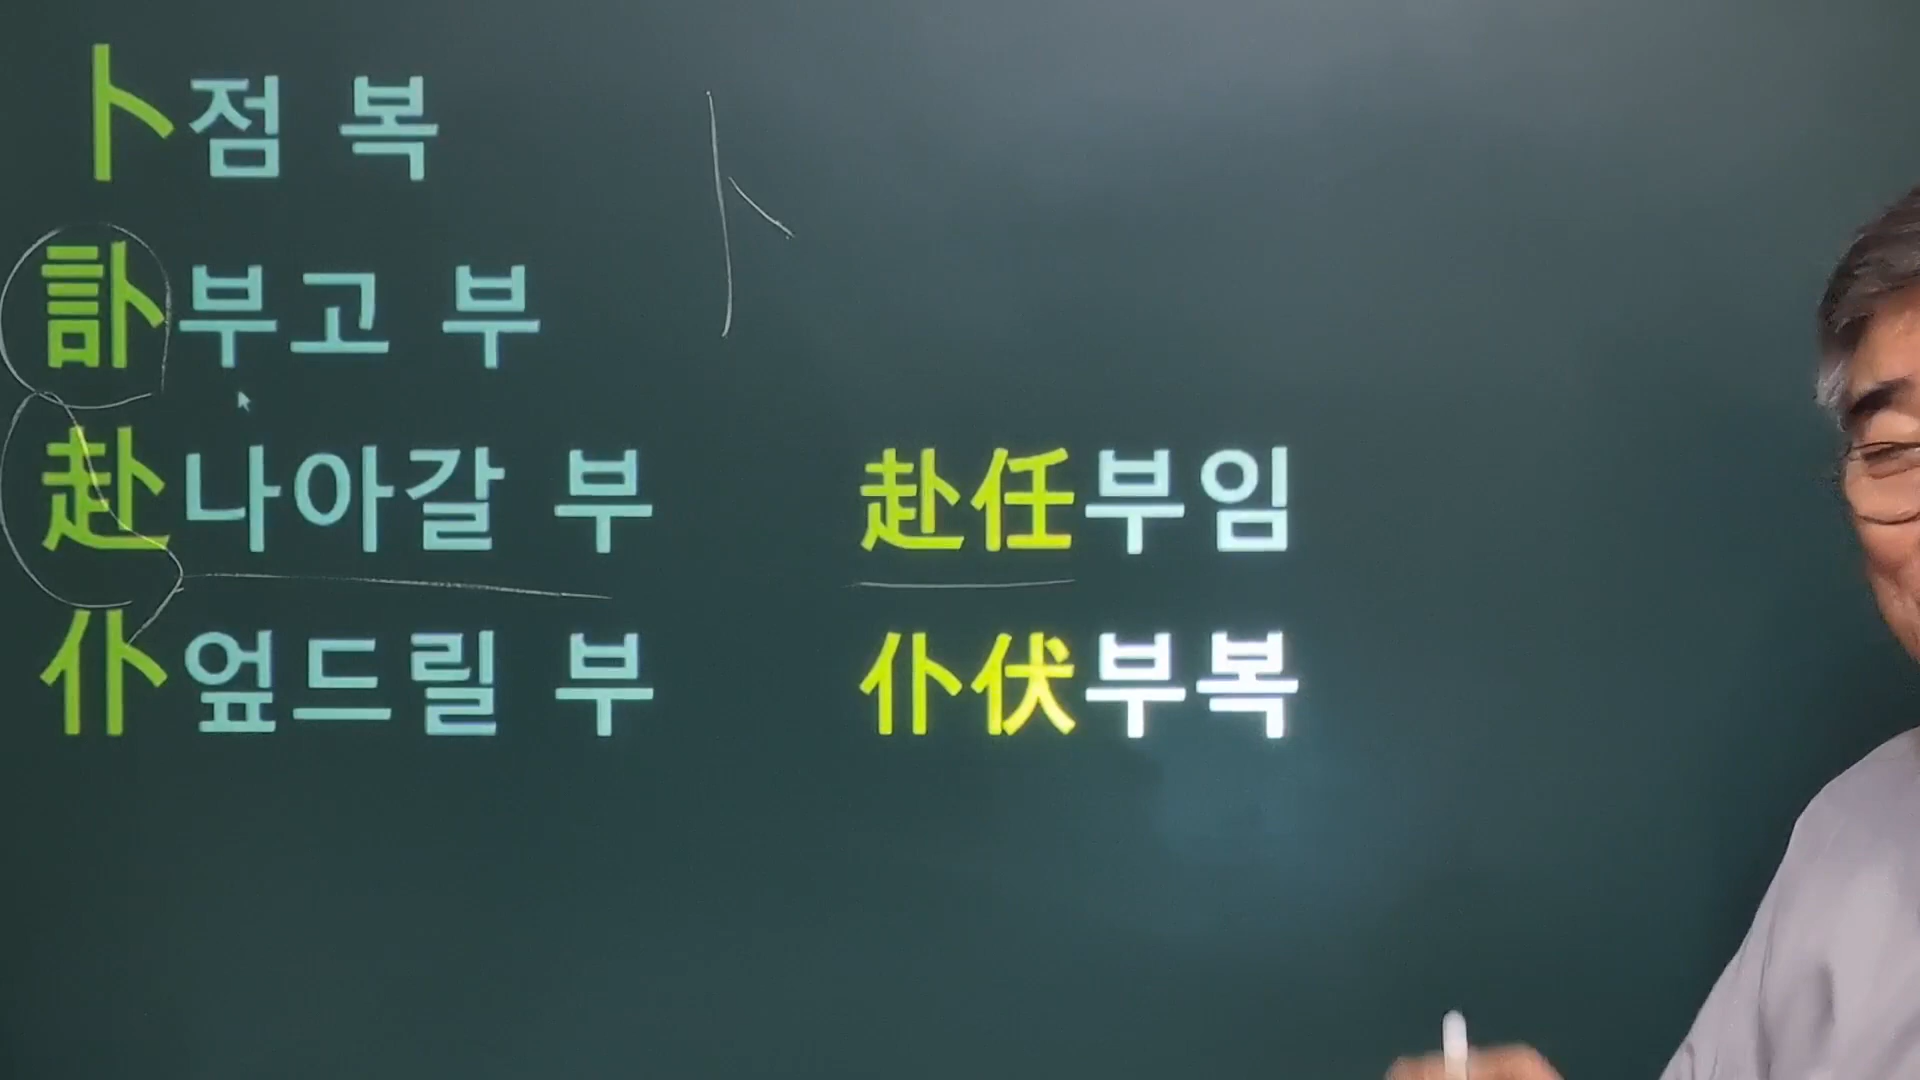 卜점 복
訃부고 부
赴나아갈 부 赴任부임
仆엎드릴 부 仆伏부복